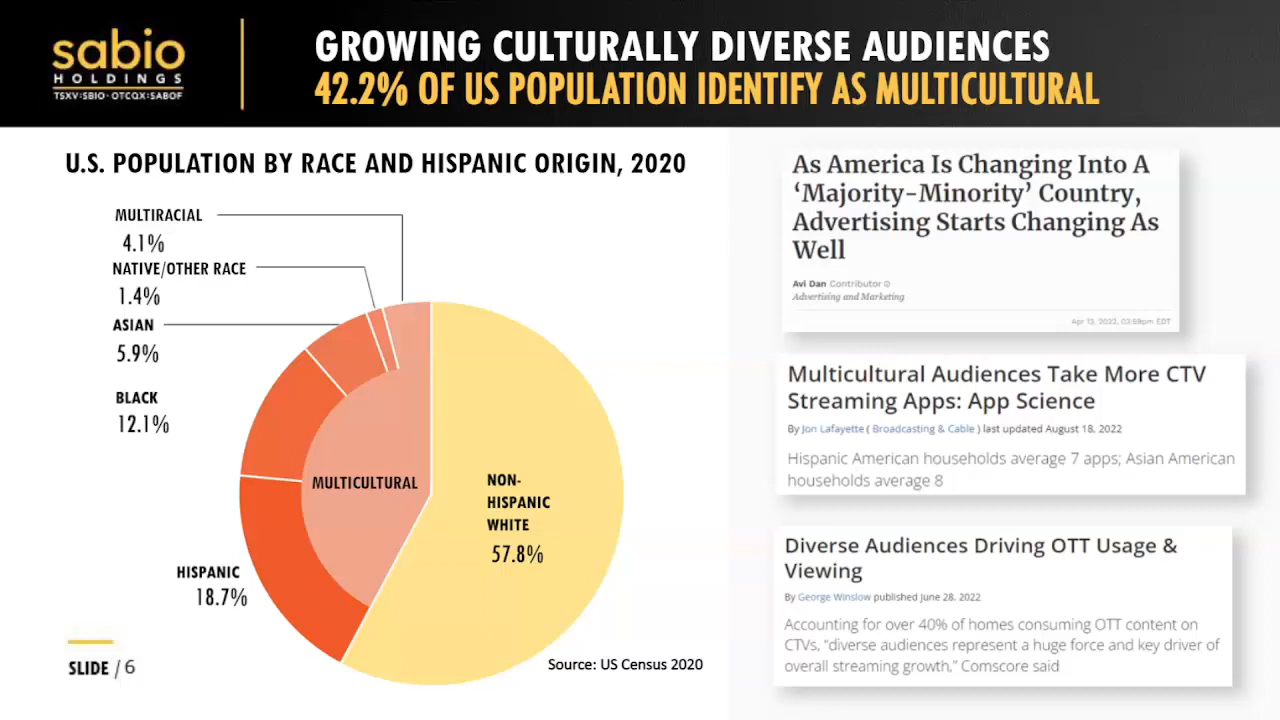 sabio
HOLDINGS
TSXV:SBIO · OTCQX:SABOF
GROWING CULTURALLY DIVERSE AUDIENCES
42.2% OF US POPULATION IDENTIFY AS MULTICULTURAL
U.S. POPULATION BY RACE AND HISPANIC ORIGIN, 2020
MULTIRACIAL
4.1%
NATIVE/OTHER RACE
1.4%
ASIAN
5.9%
BLACK
12.1%
HISPANIC
18.7%
MULTICULTURAL
NON-
HISPANIC
WHITE
57.8%
Source: US Census 2020
SLIDE / 6
As America Is Changing Into A
‘Majority-Minority’ Country,
Advertising Starts Changing As
Well
Avi Dan Contributor
Advertising and Marketing
Apr 13, 2022, 03:59pm EDT
Multicultural Audiences Take More CTV
Streaming Apps: App Science
By Jon Lafayette ( Broadcasting & Cable ) last updated August 18, 2022
Hispanic American households average 7 apps; Asian American
households average 8
Diverse Audiences Driving OTT Usage &
Viewing
By George Winslow published June 28, 2022
Accounting for over 40% of homes consuming OTT content on
CTVs, “diverse audiences represent a huge force and key driver of
overall streaming growth,” Comscore said